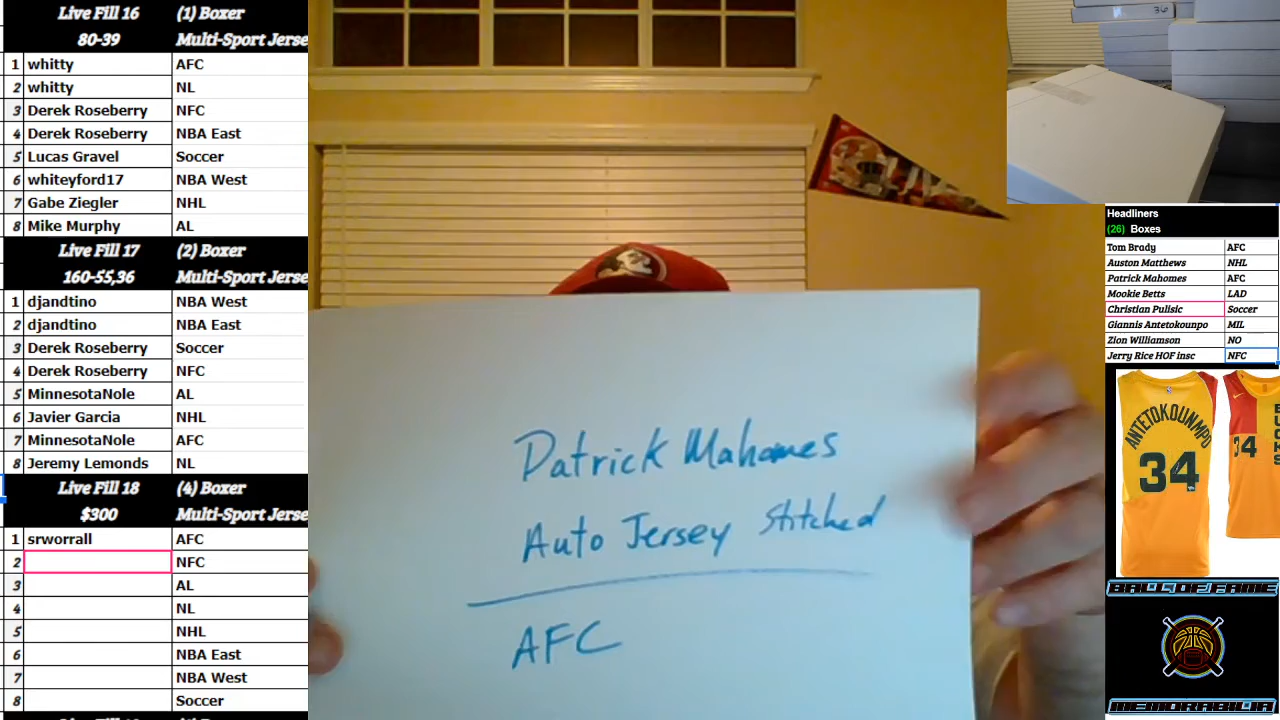 Live Fill 16 (1) Boxer
80-39 Multi-Sport Jerse
1 whitty AFC
2 whitty NL
3 Derek Roseberry NFC
4 Derek Roseberry NBA East
5 Lucas Gravel Soccer
6 whiteyford17 NBA West
7 Gabe Ziegler NHL
8 Mike Murphy AL
Live Fill 17 (2) Boxer
160-55,36 Multi-Sport Jerse
1 djandtino NBA West
2 djandtino NBA East
3 Derek Roseberry Soccer
4 Derek Roseberry NFC
5 MinnesotaNole AL
6 Javier Garcia NHL
7 MinnesotaNole AFC
8 Jeremy Lemonds NL
Live Fill 18 (4) Boxer
$300 Multi-Sport Jerse
1 srworrall AFC
2 NFC
3 AL
4 NL
5 NHL
6 NBA East
7 NBA West
8 Soccer
Patrick Mahomes
Auto Jersey Stitched
AFC
36
Headliners
(26) Boxes
Tom Brady AFC
Auston Matthews NHL
Patrick Mahomes AFC
Mookie Betts LAD
Christian Pulisic Soccer
Giannis Antetokounpo MIL
Zion Williamson NO
Jerry Rice HOF insc NFC
ANTETOKOUNMPO
34
34
BAUCE OF FAME
MEMORABILIA